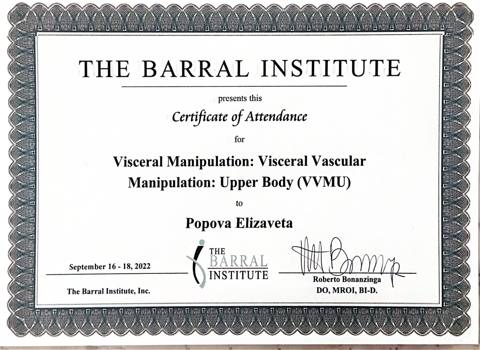 THE BARRAL INSTITUTE
presents this
Certificate of Attendance
for
Visceral Manipulation: Visceral Vascular
Manipulation: Upper Body (VVMU)
to
Popova Elizaveta
THE
BARRAL
INSTITUTE
September 16 - 18, 2022
Roberto Bonanzinga
The Barral Institute, Inc.
DO, MROI, BI-D.